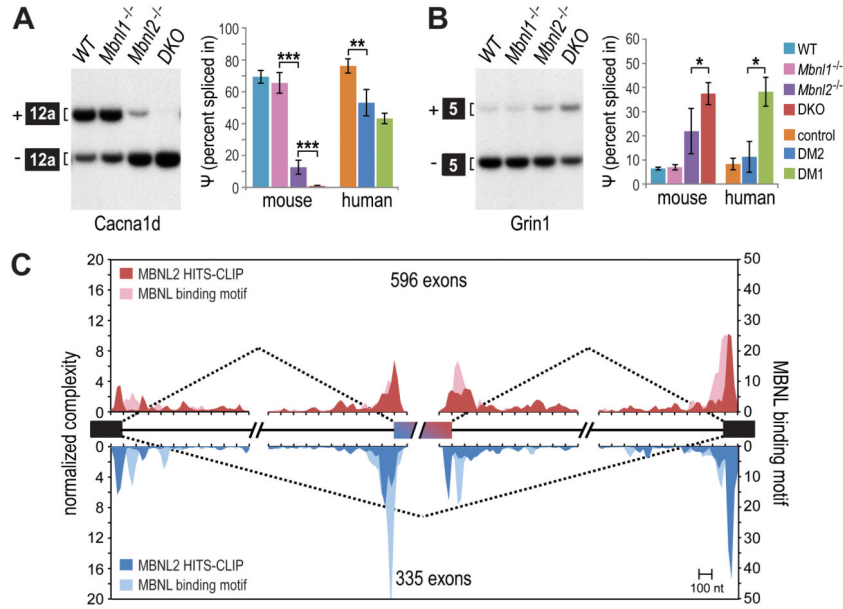 A
WT
Mbnl1-/-
Mbnl2-/-
DKO
+ 12a
- 12a
Cacna1d
Ψ (percent spliced in)
100
80
60
40
20
0
***
***
**
mouse
human
B
WT
Mbnl1-/-
Mbnl2-/-
DKO
+ 5
- 5
Grin1
Ψ (percent spliced in)
60
50
40
30
20
10
0
*
*
mouse
human
WT
Mbnl1-/-
Mbnl2-/-
DKO
control
DM2
DM1
C
normalized complexity
20
16
12
8
4
0
0
4
8
12
16
20
MBNL2 HITS-CLIP
MBNL binding motif
596 exons
MBNL2 HITS-CLIP
MBNL binding motif
335 exons
100 nt
50
40
30
20
10
0
0
10
20
30
40
50
MBNL binding motif